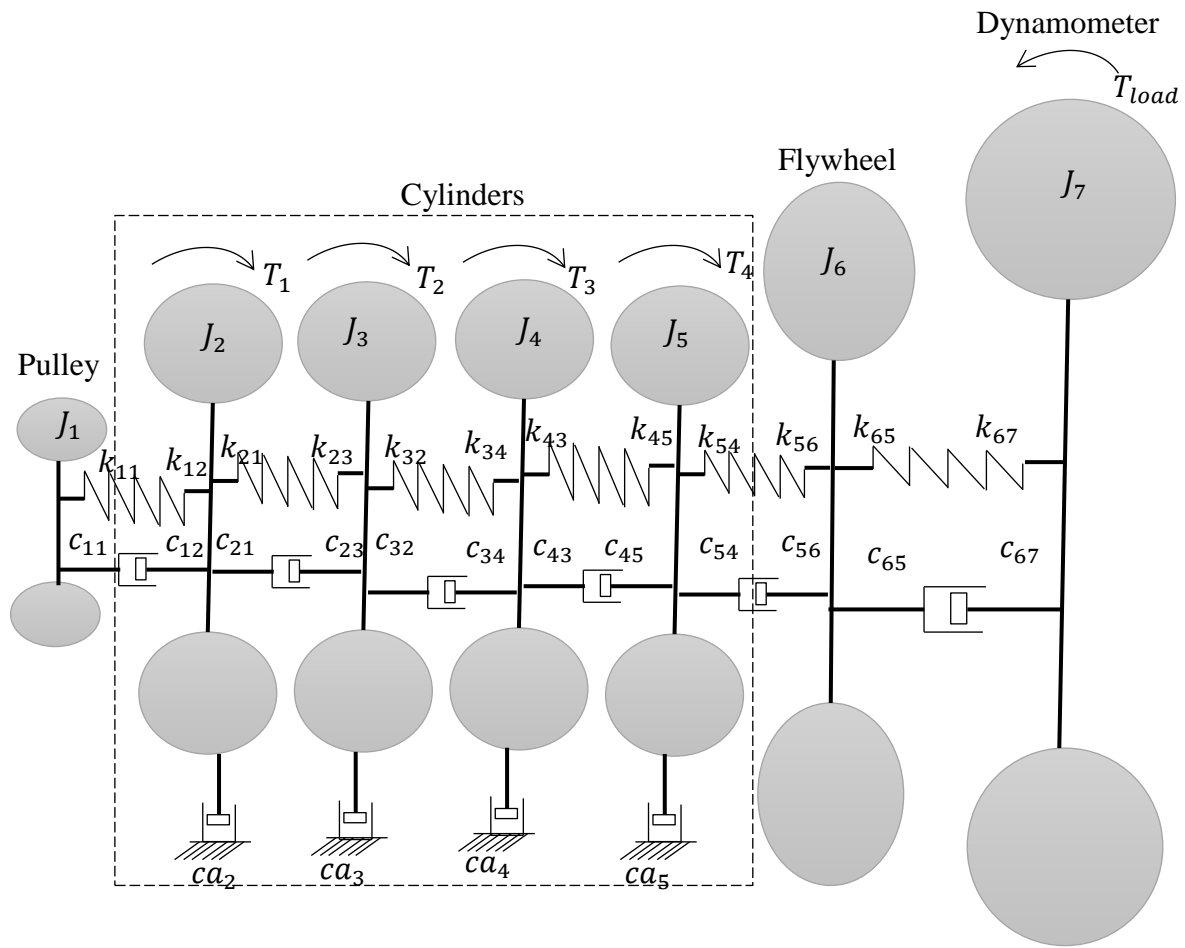 Dynamometer
T_load
J_7
Flywheel
J_6
Cylinders
T_1 T_2 T_3 T_4
J_2 J_3 J_4 J_5
Pulley
J_1
k_11 k_12 k_21 k_23 k_32 k_34 k_43 k_45 k_54 k_56 k_65 k_67
c_11 c_12 c_21 c_23 c_32 c_34 c_43 c_45 c_54 c_56 c_65 c_67
ca_2 ca_3 ca_4 ca_5